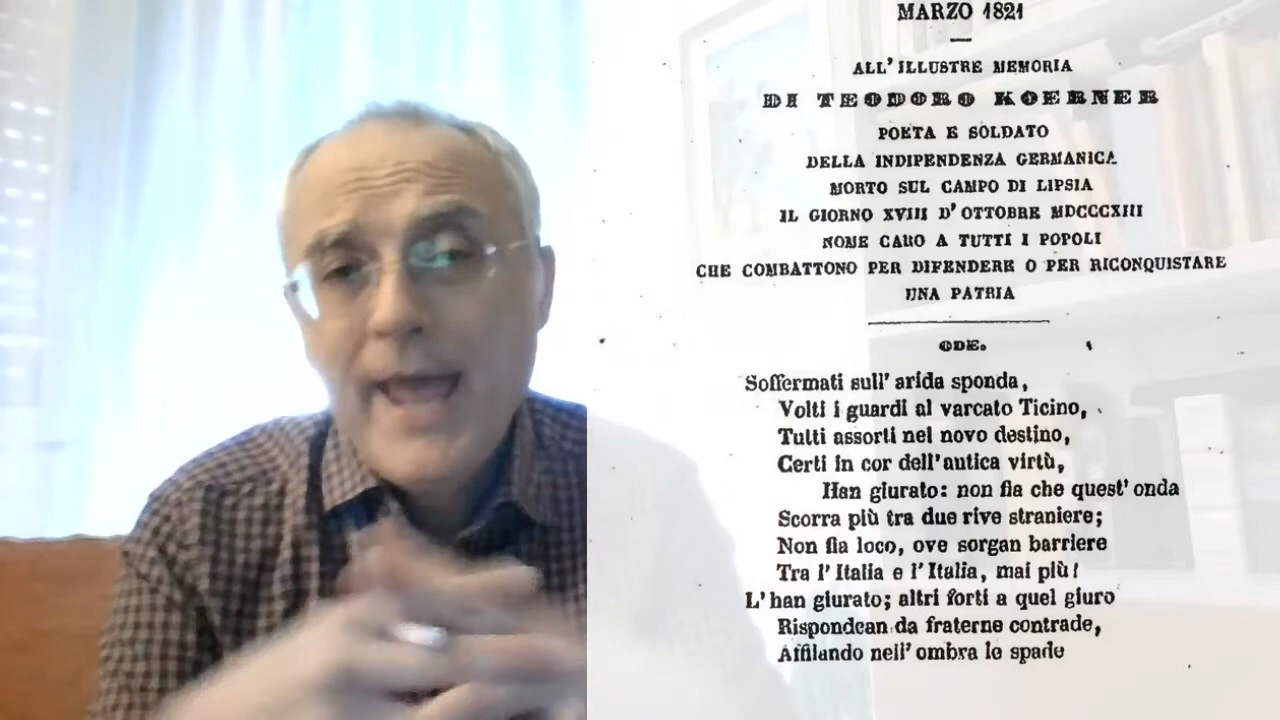 MARZO 1821
ALL' ILLUSTRE MEMORIA
DI TEODORO KOERNER
POETA E SOLDATO
DELLA INDIPENDENZA GERMANICA
MORTO SUL CAMPO DI LIPSIA
IL GIORNO XVIII D'OTTOBRE MDCCCXIII
NOME CARO A TUTTI I POPOLI
CHE COMBATTONO PER DIFENDERE O PER RICONQUISTARE
UNA PATRIA
ODE.
Soffermati sull' arida sponda,
Volti i guardi al varcato Ticino,
Tutti assorti nel novo destino,
Certi in cor dell' antica virtù,
Han giurato: non fia che quest' onda
Scorra più tra due rive straniere;
Non fia loco, ove sorgan barriere
Tra l' Italia e l' Italia, mai più!
L' han giurato; altri forti a quel giuro
Rispondean da fraterne contrade,
Affilando nell' ombra le spade